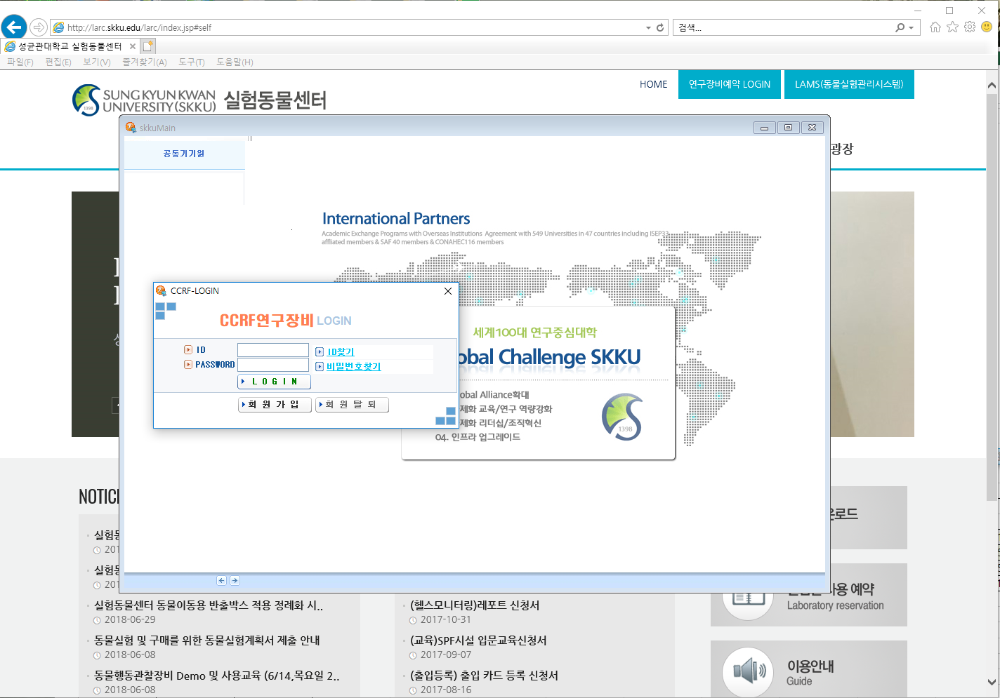 http://larc.skku.edu/larc/index.jsp#self
검색...
성균관대학교 실험동물센터
파일(F) 편집(E) 보기(V) 즐겨찾기(A) 도구(T) 도움말(H)
HOME
연구장비예약 LOGIN
LAMS(동물실험관리시스템)
1398
SUNG KYUN KWAN
UNIVERSITY(SKKU)
실험동물센터
skkuMain
공동기기원
광장
International Partners
Academic Exchange Programs with Overseas Institutions Agreement with 549 Universities in 47 countries including ISEP33
affliated members & SAF 40 members & CONAHEC116 members
CCRF-LOGIN
CCRF연구장비 LOGIN
ID
ID찾기
PASSWORD
비밀번호찾기
LOGIN
회원가입
회원탈퇴
세계100대 연구중심대학
obal Challenge SKKU
obal Alliance확대
제화 교육/연구 역량강화
제화 리더십/조직혁신
04. 인프라 업그레이드
1398
NOTIC
실험동물센터 동물이동용 반출박스 적용 정례화 시..
2018-06-29
동물실험 및 구매를 위한 동물실험계획서 제출 안내
2018-06-08
동물행동관찰장비 Demo 및 사용교육 (6/14,목요일 2..
2018-06-08
(헬스모니터링)레포트 신청서
2017-10-31
(교육)SPF시설 입문교육신청서
2017-09-07
(출입등록) 출입 카드 등록 신청서
2017-08-16
로드
사용 예약
Laboratory reservation
이용안내
Guide